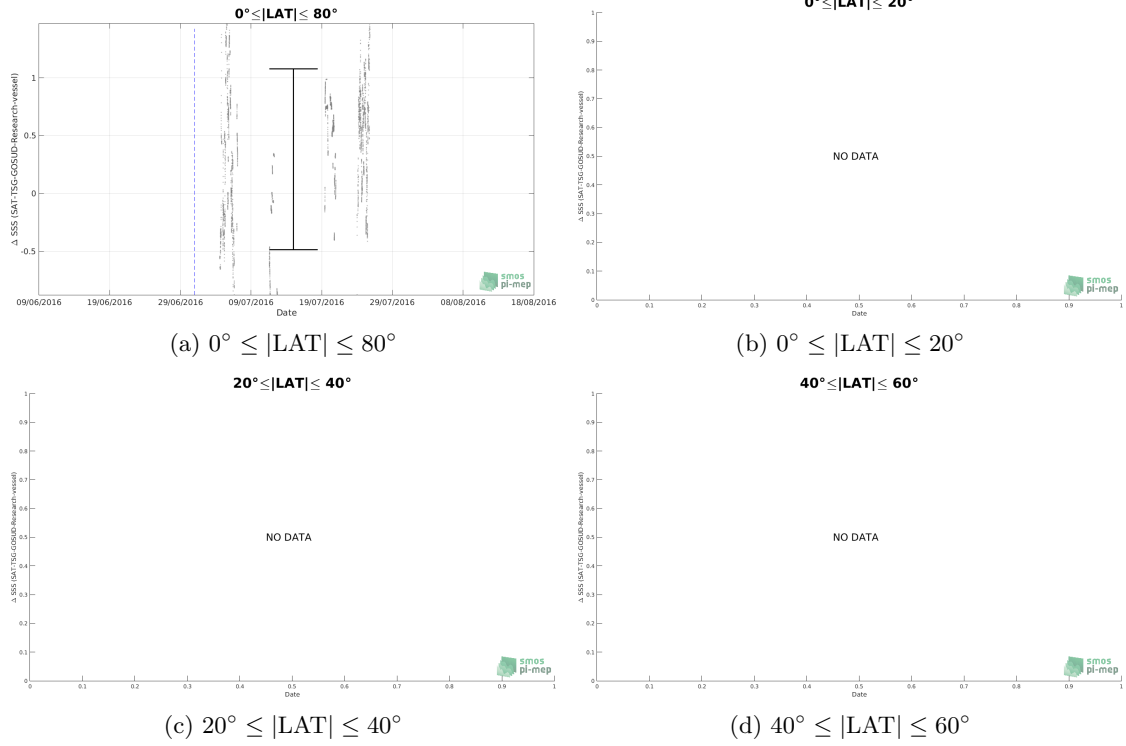 0°≤|LAT|≤ 80°
Δ SSS (SAT-TSG-GOSUD-Research-vessel)
1
0.5
0
-0.5
09/06/2016 19/06/2016 29/06/2016 09/07/2016 19/07/2016 29/07/2016 08/08/2016 18/08/2016
Date
smos
pi-mep
(a) 0° ≤ |LAT| ≤ 80°
0°≤|LAT|≤ 20°
Δ SSS (SAT-TSG-GOSUD-Research-vessel)
1
0.9
0.8
0.7
0.6
0.5
0.4
0.3
0.2
0.1
0
NO DATA
0 0.1 0.2 0.3 0.4 0.5 0.6 0.7 0.8 0.9 1
Date
smos
pi-mep
(b) 0° ≤ |LAT| ≤ 20°
20°≤|LAT|≤ 40°
Δ SSS (SAT-TSG-GOSUD-Research-vessel)
1
0.9
0.8
0.7
0.6
0.5
0.4
0.3
0.2
0.1
0
NO DATA
0 0.1 0.2 0.3 0.4 0.5 0.6 0.7 0.8 0.9 1
Date
smos
pi-mep
(c) 20° ≤ |LAT| ≤ 40°
40°≤|LAT|≤ 60°
Δ SSS (SAT-TSG-GOSUD-Research-vessel)
1
0.9
0.8
0.7
0.6
0.5
0.4
0.3
0.2
0.1
0
NO DATA
0 0.1 0.2 0.3 0.4 0.5 0.6 0.7 0.8 0.9 1
Date
smos
pi-mep
(d) 40° ≤ |LAT| ≤ 60°